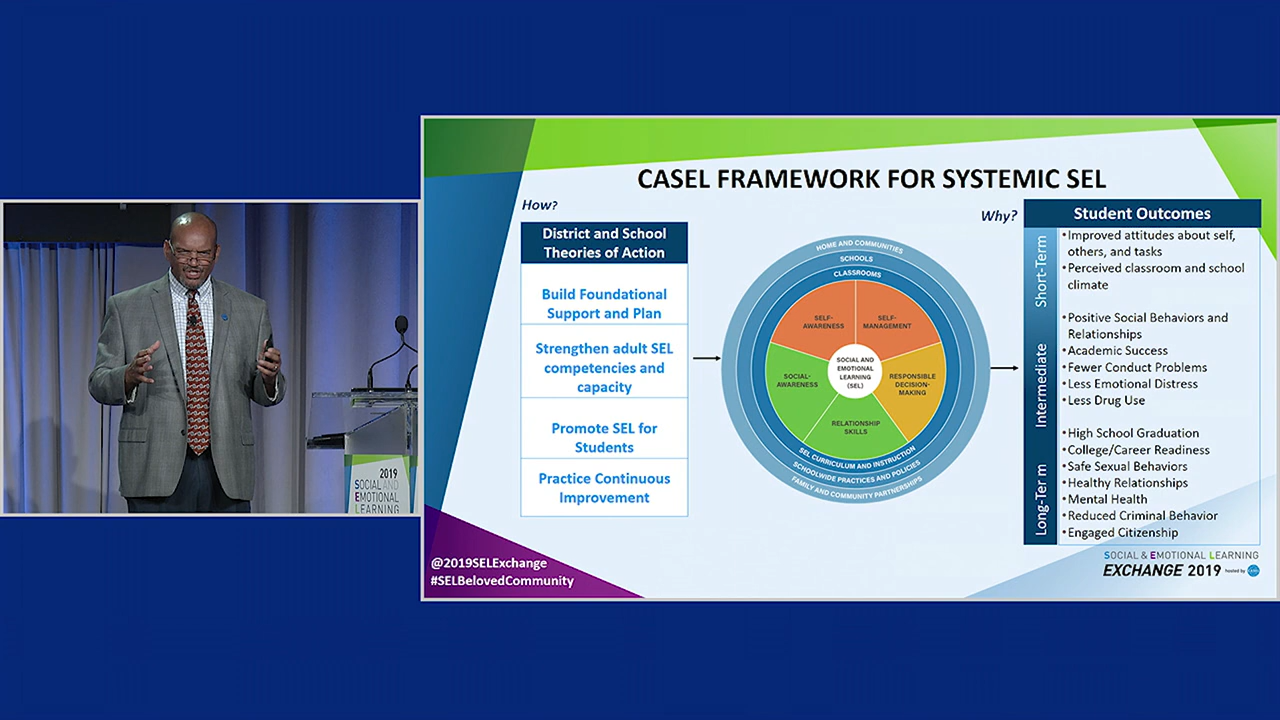 CASEL FRAMEWORK FOR SYSTEMIC SEL
How?
District and School
Theories of Action
Build Foundational
Support and Plan
Strengthen adult SEL
competencies and
capacity
Promote SEL for
Students
Practice Continuous
Improvement
HOME AND COMMUNITIES
SCHOOLS
CLASSROOMS
SELF-
AWARENESS
SELF-
MANAGEMENT
SOCIAL-
AWARENESS
SOCIAL AND
EMOTIONAL
LEARNING
(SEL)
RESPONSIBLE
DECISION-
MAKING
RELATIONSHIP
SKILLS
SEL CURRICULUM AND INSTRUCTION
SCHOOLWIDE PRACTICES AND POLICIES
FAMILY AND COMMUNITY PARTNERSHIPS
Why?
Student Outcomes
Short-Term
Improved attitudes about self,
others, and tasks
Perceived classroom and school
climate
Intermediate
Positive Social Behaviors and
Relationships
Academic Success
Fewer Conduct Problems
Less Emotional Distress
Less Drug Use
Long-Ter m
High School Graduation
College/Career Readiness
Safe Sexual Behaviors
Healthy Relationships
Mental Health
Reduced Criminal Behavior
Engaged Citizenship
@2019SELExchange
#SELBelovedCommunity
SOCIAL & EMOTIONAL LEARNING
EXCHANGE 2019 hosted by
2019
SOCIAL AND
EMOTIONAL
LEARNING